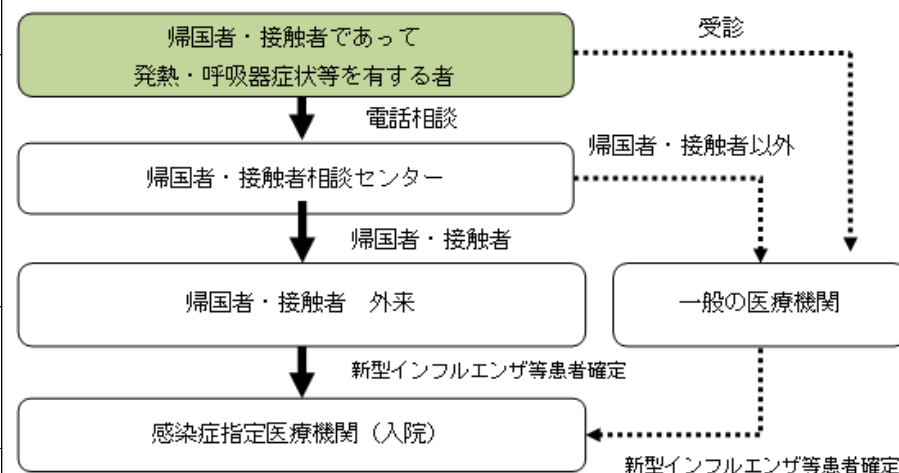 帰国者・接触者であって
発熱・呼吸器症状等を有する者
受診
電話相談
帰国者・接触者以外
帰国者・接触者相談センター
帰国者・接触者
帰国者・接触者　外来
一般の医療機関
新型インフルエンザ等患者確定
感染症指定医療機関（入院）
新型インフルエンザ等患者確定